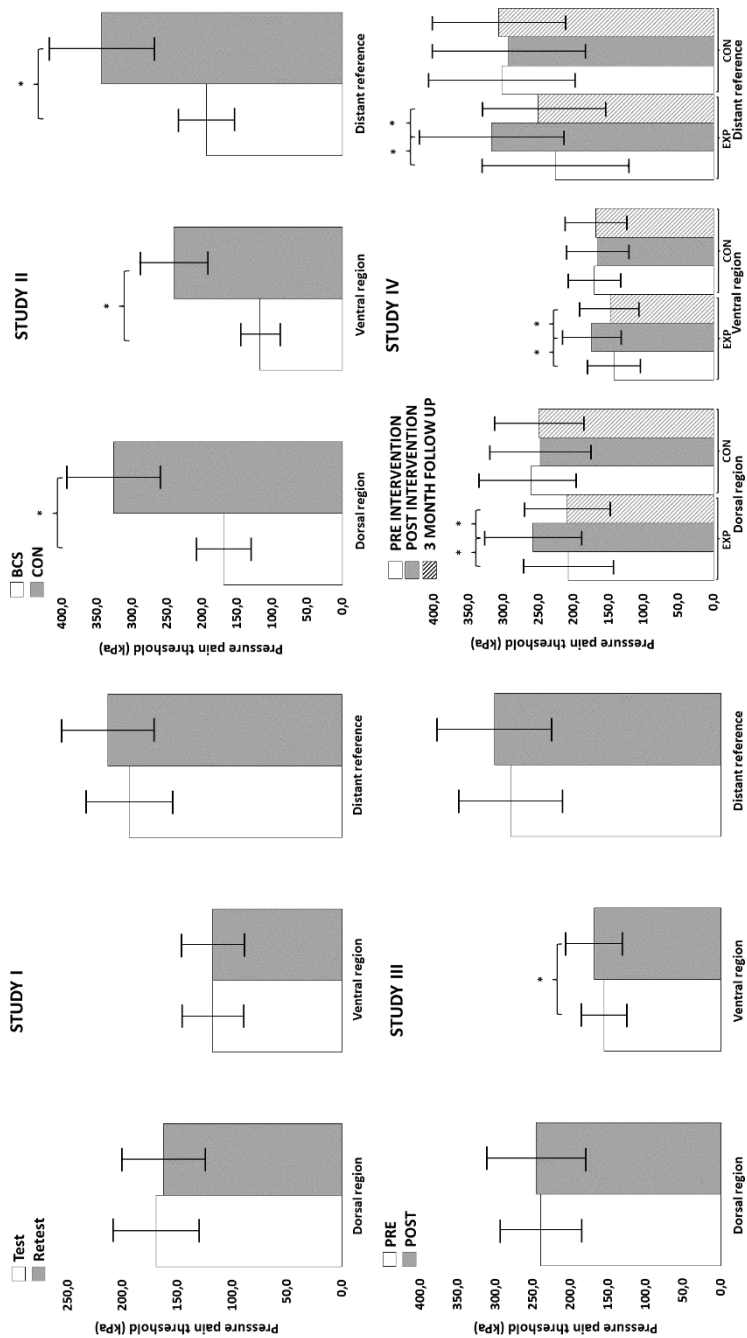 STUDY I
Test
Retest
Pressure pain threshold (kPa)
250,0
200,0
150,0
100,0
50,0
0,0
Dorsal region
Ventral region
Distant reference
STUDY II
BCS
CON
Pressure pain threshold (kPa)
400,0
350,0
300,0
250,0
200,0
150,0
100,0
50,0
0,0
*
*
*
Dorsal region
Ventral region
Distant reference
STUDY III
PRE
POST
Pressure pain threshold (kPa)
400,0
350,0
300,0
250,0
200,0
150,0
100,0
50,0
0,0
*
Dorsal region
Ventral region
Distant reference
STUDY IV
PRE INTERVENTION
POST INTERVENTION
3 MONTH FOLLOW UP
Pressure pain threshold (kPa)
400,0
350,0
300,0
250,0
200,0
150,0
100,0
50,0
0,0
* *
* *
* *
EXP CON EXP CON EXP CON
Dorsal region
Ventral region
Distant reference